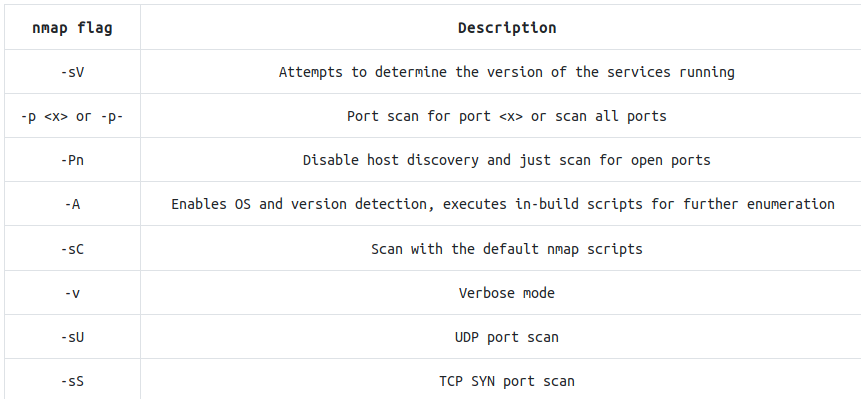 nmap flag Description
-sV Attempts to determine the version of the services running
-p <x> or -p- Port scan for port <x> or scan all ports
-Pn Disable host discovery and just scan for open ports
-A Enables OS and version detection, executes in-build scripts for further enumeration
-sC Scan with the default nmap scripts
-v Verbose mode
-sU UDP port scan
-sS TCP SYN port scan